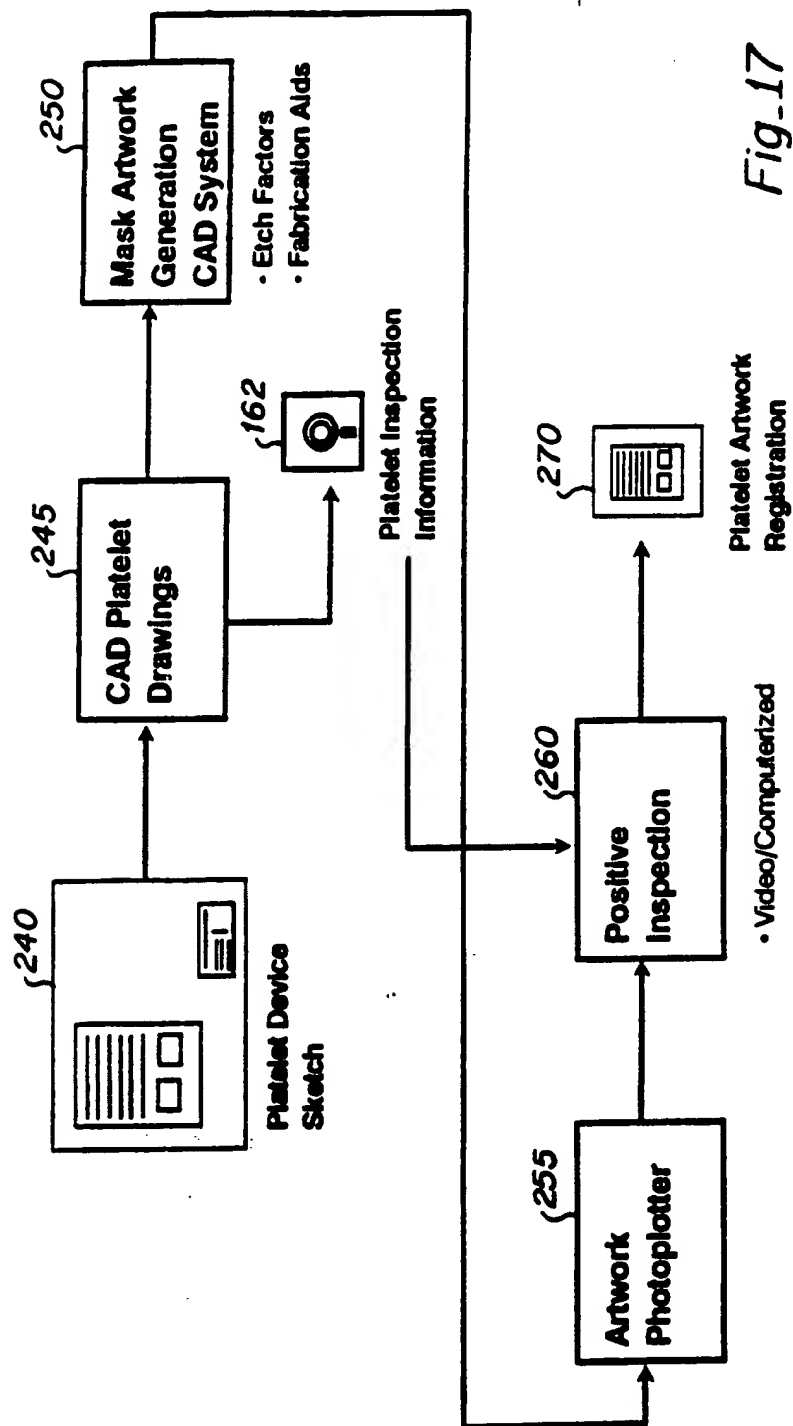 240
Platelet Device
Sketch
245
CAD Platelet
Drawings
162
Platelet Inspection
Information
250
Mask Artwork
Generation
CAD System
• Etch Factors
• Fabrication Aids
255
Artwork
Photoplotter
260
Positive
Inspection
• Video/Computerized
270
Platelet Artwork
Registration
Fig_17